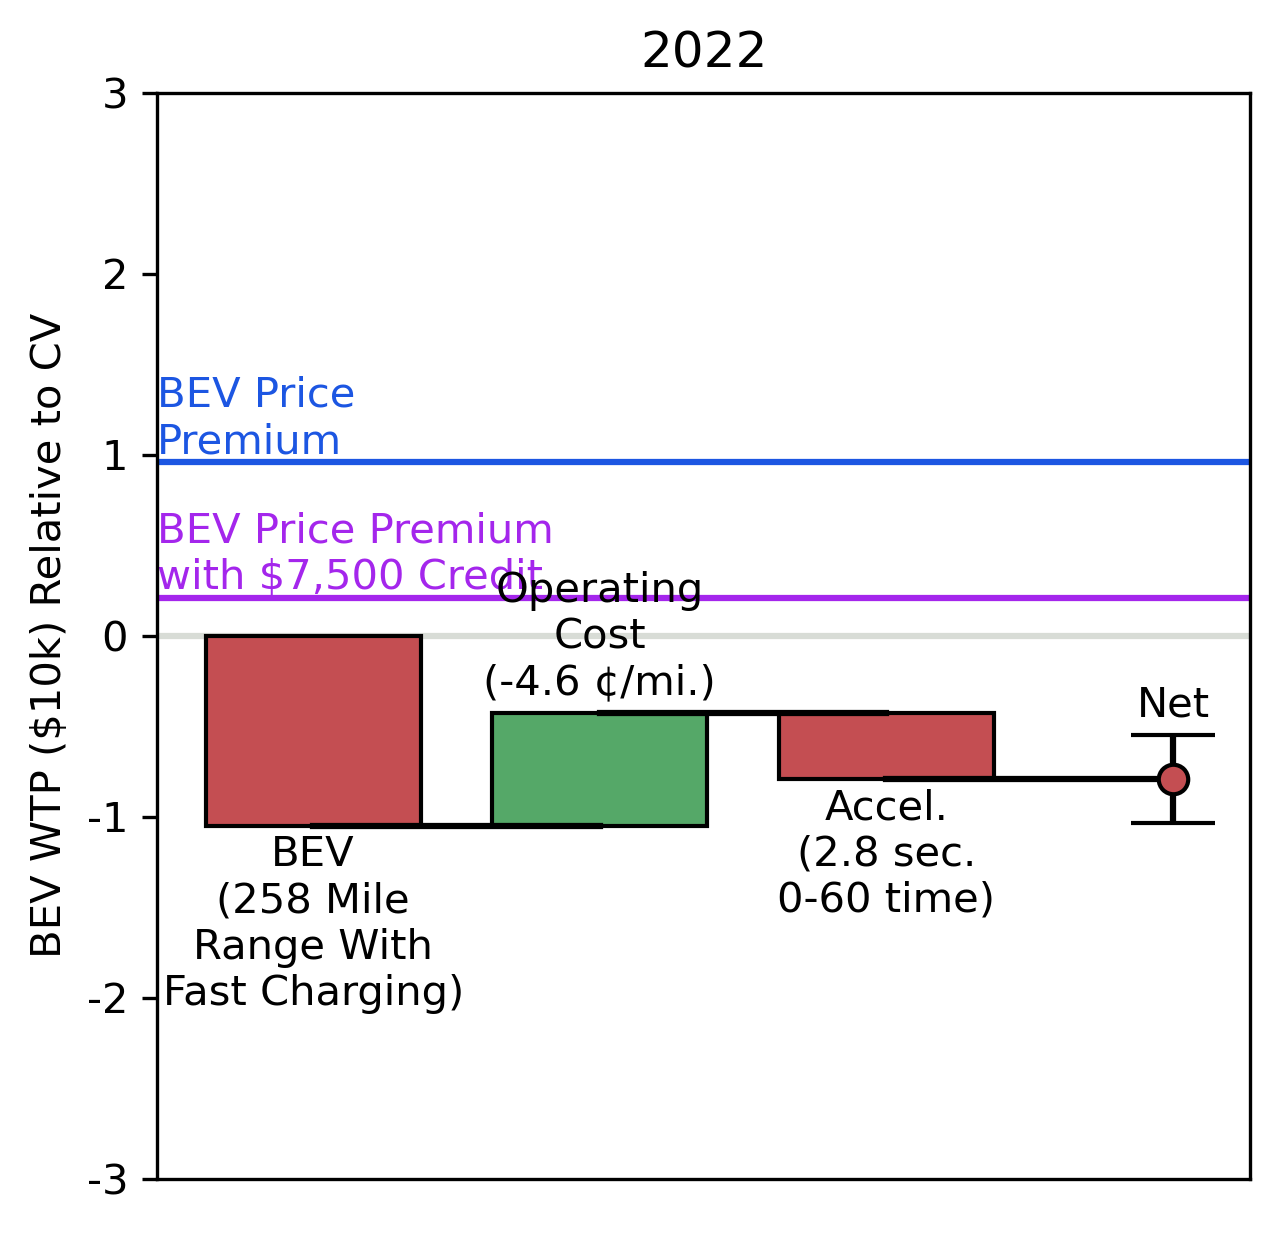 2022
BEV WTP ($10k) Relative to CV
3
2
1
0
-1
-2
-3
BEV Price
Premium
BEV Price Premium
with $7,500 Credit
Operating
Cost
(-4.6 ¢/mi.)
Net
BEV
(258 Mile
Range With
Fast Charging)
Accel.
(2.8 sec.
0-60 time)